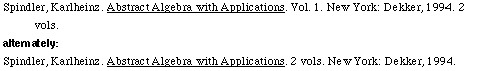 Spindler, Karlheinz. Abstract Algebra with Applications. Vol. 1. New York: Dekker, 1994. 2
vols.
alternately:
Spindler, Karlheinz. Abstract Algebra with Applications. 2 vols. New York: Dekker, 1994.